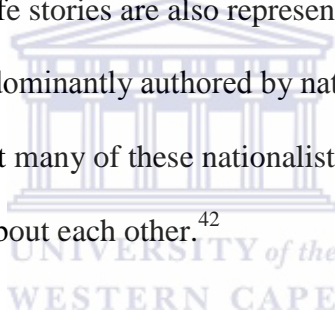 fe stories are also represen
dominantly authored by nat
t many of these nationalist
bout each other.42
UNIVERSITY of the
WESTERN CAPE